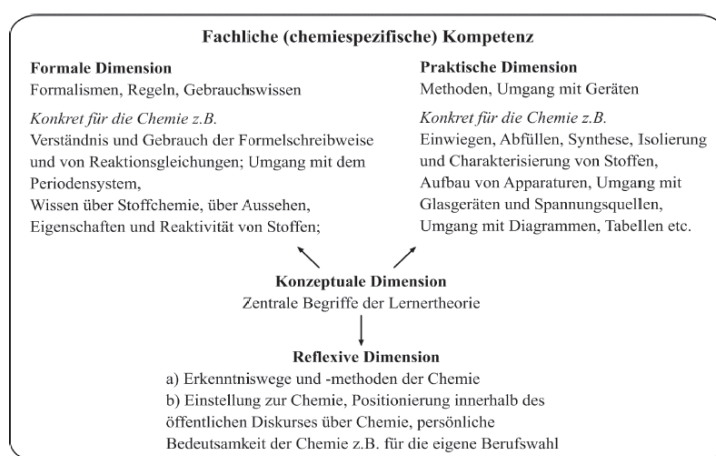 Fachliche (chemiespezifische) Kompetenz
Formale Dimension
Formalismen, Regeln, Gebrauchswissen
Konkret für die Chemie z.B.
Verständnis und Gebrauch der Formelschreibweise
und von Reaktionsgleichungen; Umgang mit dem
Periodensystem,
Wissen über Stoffchemie, über Aussehen,
Eigenschaften und Reaktivität von Stoffen;
Praktische Dimension
Methoden, Umgang mit Geräten
Konkret für die Chemie z.B.
Einwiegen, Abfüllen, Synthese, Isolierung
und Charakterisierung von Stoffen,
Aufbau von Apparaturen, Umgang mit
Glasgeräten und Spannungsquellen,
Umgang mit Diagrammen, Tabellen etc.
Konzeptuale Dimension
Zentrale Begriffe der Lernertheorie
Reflexive Dimension
a) Erkenntniswege und -methoden der Chemie
b) Einstellung zur Chemie, Positionierung innerhalb des
öffentlichen Diskurses über Chemie, persönliche
Bedeutsamkeit der Chemie z.B. für die eigene Berufswahl